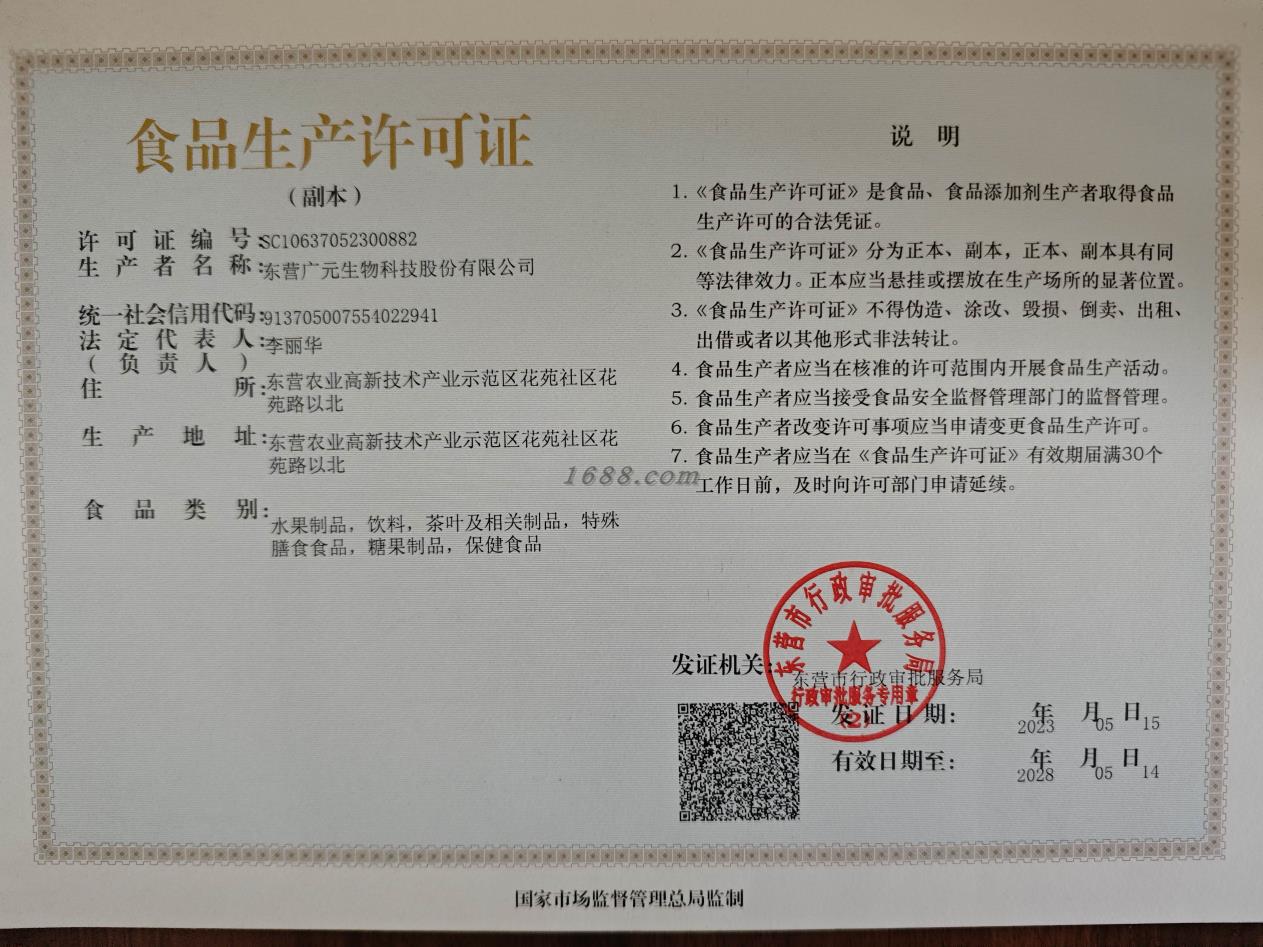 食品生产许可证
（副本）
许可证编号：SC10637052300882
生产者名称：东营广元生物科技股份有限公司
统一社会信用代码：913705007554022941
法定代表人：李丽华
（负责人）
住所：东营农业高新技术产业示范区花苑社区花
苑路以北
生产地址：东营农业高新技术产业示范区花苑社区花
苑路以北
食品类别：水果制品，饮料，茶叶及相关制品，特殊
膳食食品，糖果制品，保健食品
1688.com
说明
1.《食品生产许可证》是食品、食品添加剂生产者取得食品
生产许可的合法凭证。
2.《食品生产许可证》分为正本、副本，正本、副本具有同
等法律效力。正本应当悬挂或摆放在生产场所的显著位置。
3.《食品生产许可证》不得伪造、涂改、毁损、倒卖、出租、
出借或者以其他形式非法转让。
4. 食品生产者应当在核准的许可范围内开展食品生产活动。
5. 食品生产者应当接受食品安全监督管理部门的监督管理。
6. 食品生产者改变许可事项应当申请变更食品生产许可。
7. 食品生产者应当在《食品生产许可证》有效期届满30个
工作日前，及时向许可部门申请延续。
东营市行政审批服务局
行政审批服务专用章
（2）
发证机关：东营市行政审批服务局
发证日期：2023年05月15日
有效日期至：2028年05月14日
国家市场监督管理总局监制